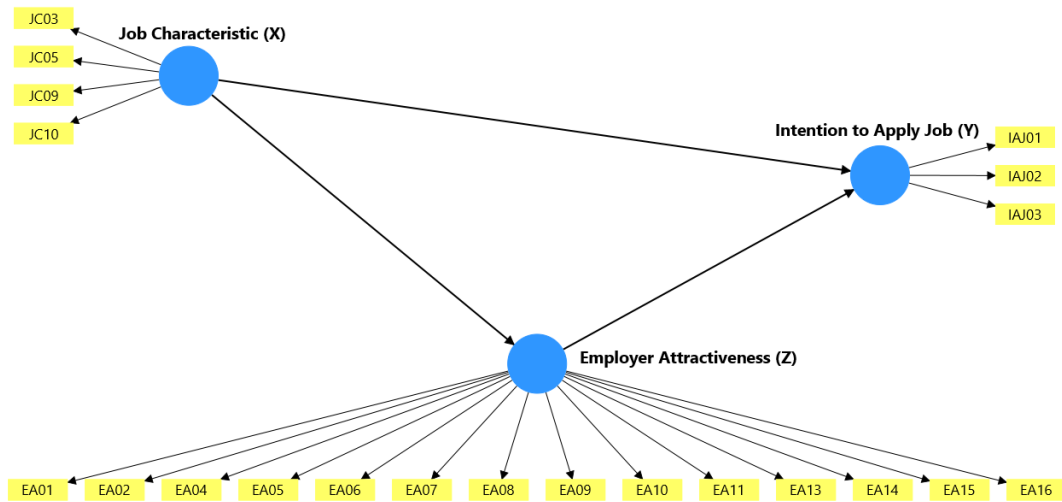 JC03
Job Characteristic (X)
JC05
JC09
JC10
Intention to Apply Job (Y)
IAJ01
IAJ02
IAJ03
Employer Attractiveness (Z)
EA01
EA02
EA04
EA05
EA06
EA07
EA08
EA09
EA10
EA11
EA13
EA14
EA15
EA16